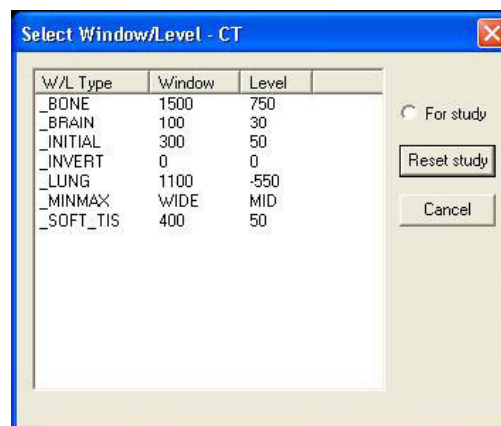 Select Window/Level - CT
W/L Type Window Level
_BONE 1500 750
_BRAIN 100 30
_INITIAL 300 50
_INVERT 0 0
_LUNG 1100 -550
_MINMAX WIDE MID
_SOFT_TIS 400 50
For study
Reset study
Cancel